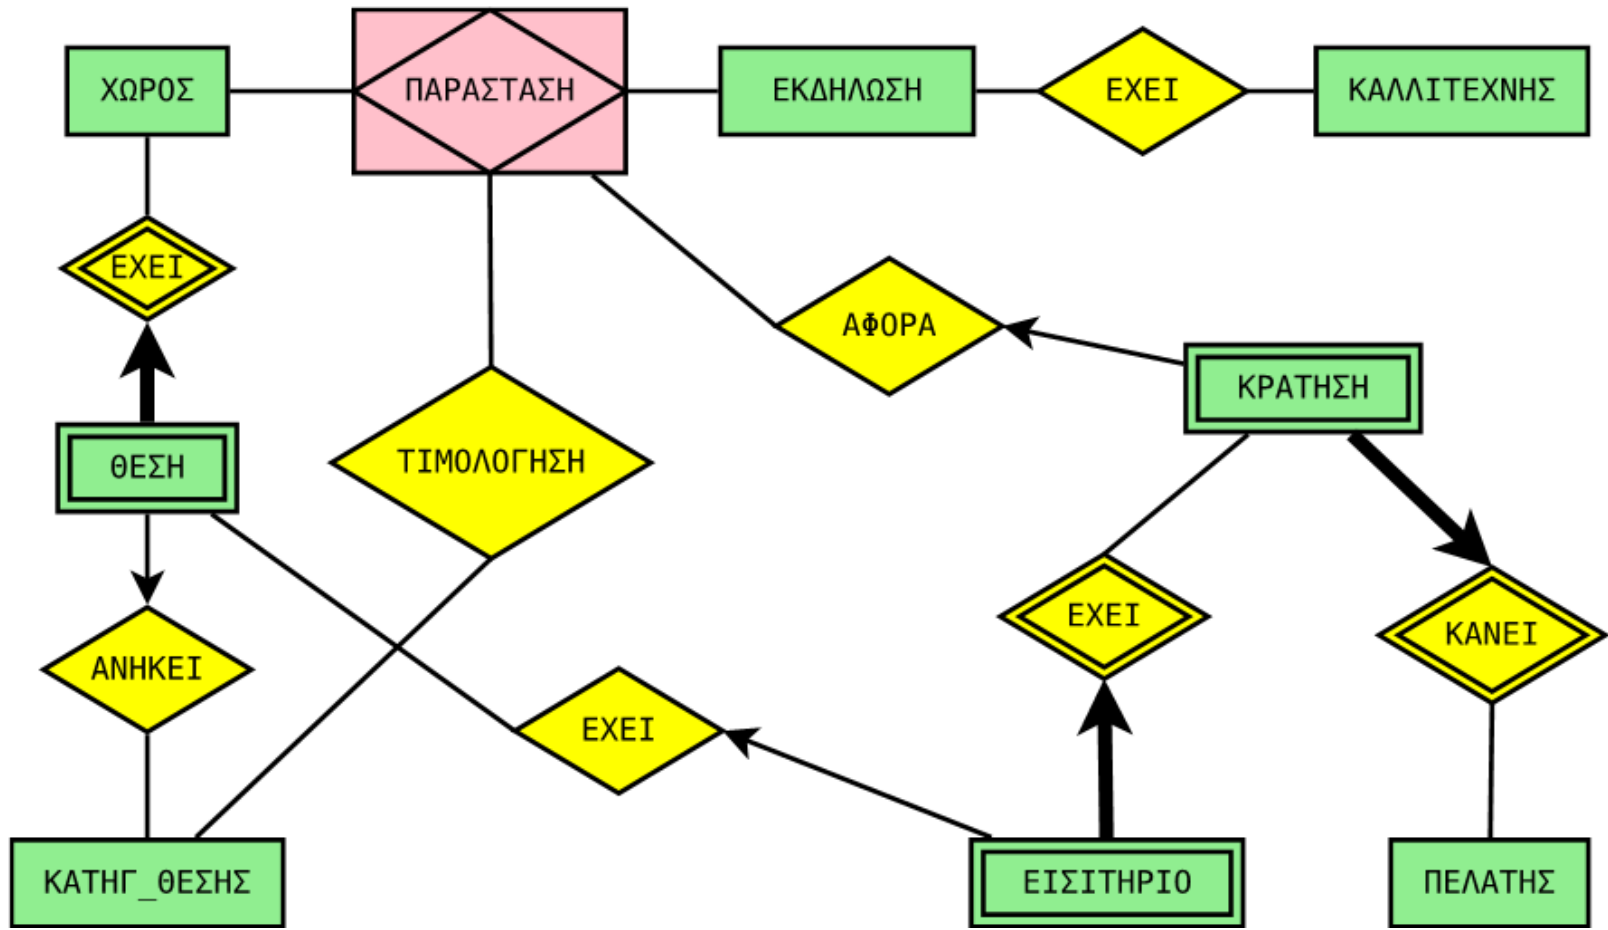 ΧΩΡΟΣ
ΠΑΡΑΣΤΑΣΗ
ΕΚΔΗΛΩΣΗ
ΕΧΕΙ
ΚΑΛΛΙΤΕΧΝΗΣ
ΕΧΕΙ
ΑΦΟΡΑ
ΚΡΑΤΗΣΗ
ΘΕΣΗ
ΤΙΜΟΛΟΓΗΣΗ
ΕΧΕΙ
ΚΑΝΕΙ
ΑΝΗΚΕΙ
ΕΧΕΙ
ΚΑΤΗΓ_ΘΕΣΗΣ
ΕΙΣΙΤΗΡΙΟ
ΠΕΛΑΤΗΣ